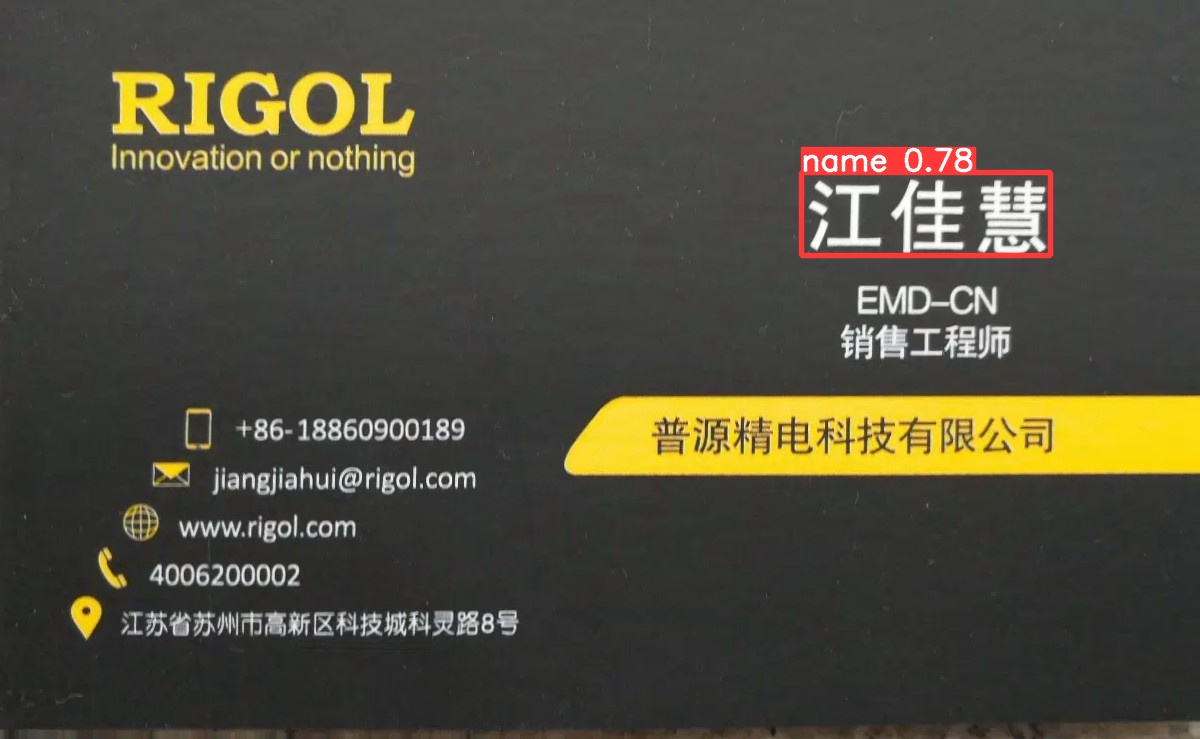 RIGOL
Innovation or nothing
name 0.78
江佳慧
EMD-CN
销售工程师
普源精电科技有限公司
+86-18860900189
jiangjiahui@rigol.com
www.rigol.com
4006200002
江苏省苏州市高新区科技城科灵路8号